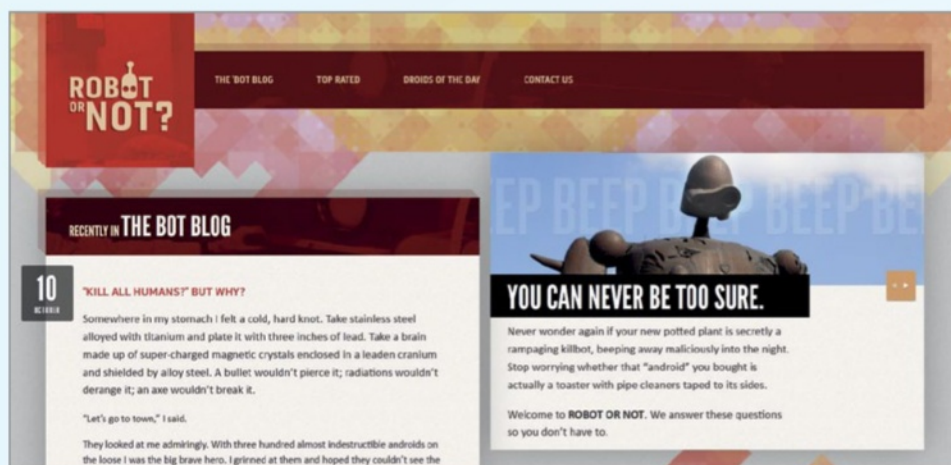 ROBOT
OR NOT?
THE 'BOT BLOG
TOP RATED
DROIDS OF THE DAY
CONTACT US
RECENTLY IN THE BOT BLOG
10
OCTOBER
"KILL ALL HUMANS?" BUT WHY?
Somewhere in my stomach I felt a cold, hard knot. Take stainless steel
alloyed with titanium and plate it with three inches of lead. Take a brain
made up of super-charged magnetic crystals enclosed in a leaden cranium
and shielded by alloy steel. A bullet wouldn't pierce it; radiations wouldn't
derange it; an axe wouldn't break it.
"Let's go to town," I said.
They looked at me admiringly. With three hundred almost indestructible androids on
the loose I was the big brave hero. I grinned at them and hoped they couldn't see the
EEP BEEP B EEP BEEP BE
YOU CAN NEVER BE TOO SURE.
Never wonder again if your new potted plant is secretly a
rampaging killbot, beeping away maliciously into the night.
Stop worrying whether that "android" you bought is
actually a toaster with pipe cleaners taped to its sides.
Welcome to ROBOT OR NOT. We answer these questions
so you don't have to.